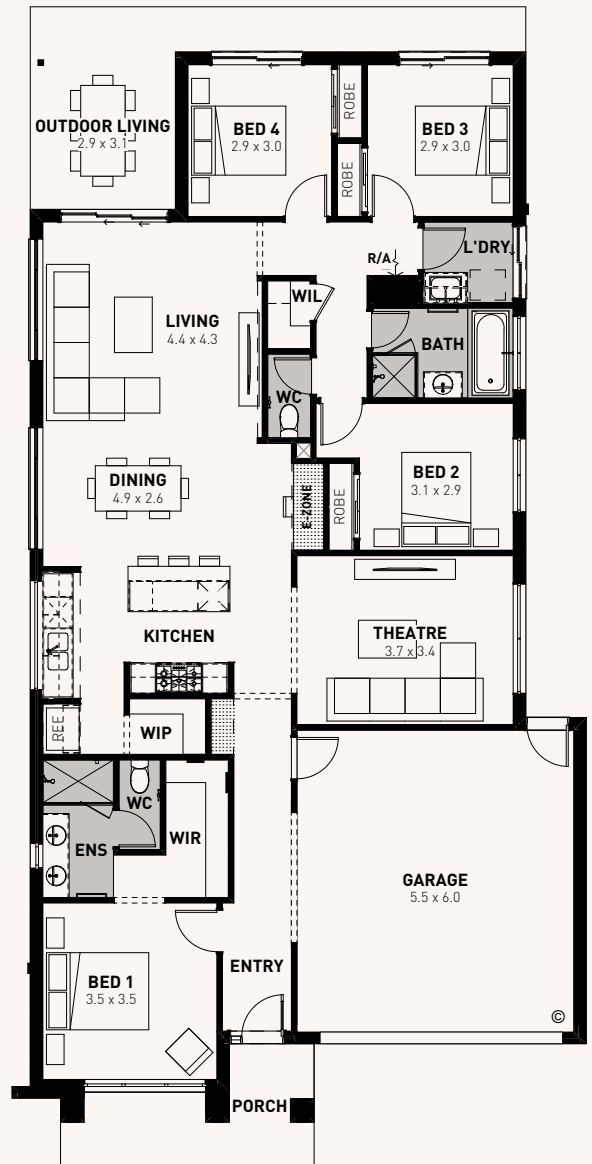 ROBE
BED 4
2.9 x 3.0
BED 3
2.9 x 3.0
OUTDOOR LIVING
2.9 x 3.1
ROBE
R/A
L'DRY
WIL
LIVING
4.4 x 4.3
BATH
WC
BED 2
3.1 x 2.9
DINING
4.9 x 2.6
E-ZONE
ROBE
KITCHEN
THEATRE
3.7 x 3.4
REE
WIP
WC
WIR
ENS
GARAGE
5.5 x 6.0
ENTRY
BED 1
3.5 x 3.5
©
PORCH